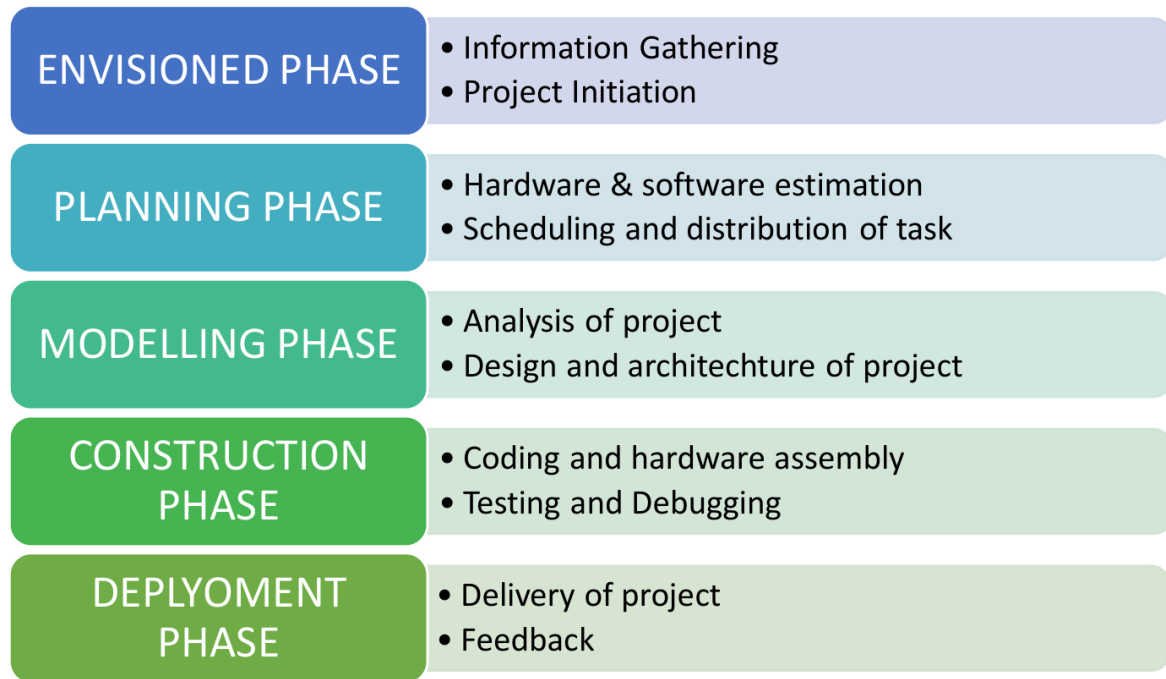 ENVISIONED PHASE
• Information Gathering
• Project Initiation
PLANNING PHASE
• Hardware & software estimation
• Scheduling and distribution of task
MODELLING PHASE
• Analysis of project
• Design and architechture of project
CONSTRUCTION
PHASE
• Coding and hardware assembly
• Testing and Debugging
DEPLYOMENT
PHASE
• Delivery of project
• Feedback